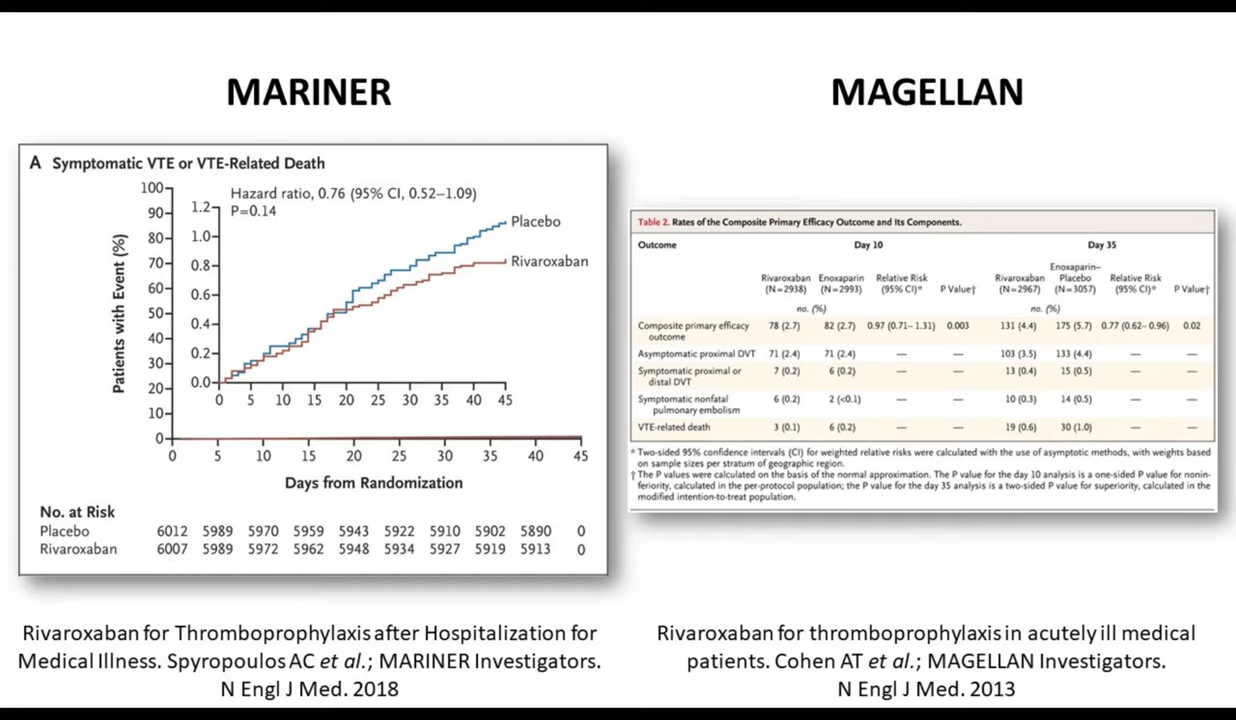 MARINER
A Symptomatic VTE or VTE-Related Death
Patients with Event (%)
100
90
80
70
60
50
40
30
20
10
0
Hazard ratio, 0.76 (95% CI, 0.52–1.09)
P=0.14
1.2
1.0
0.8
0.6
0.4
0.2
0.0
Placebo
Rivaroxaban
0 5 10 15 20 25 30 35 40 45
0 5 10 15 20 25 30 35 40 45
Days from Randomization
No. at Risk
Placebo 6012 5989 5970 5959 5943 5922 5910 5902 5890 0
Rivaroxaban 6007 5989 5972 5962 5948 5934 5927 5919 5913 0
Rivaroxaban for Thromboprophylaxis after Hospitalization for
Medical Illness. Spyropoulos AC et al.; MARINER Investigators.
N Engl J Med. 2018
MAGELLAN
Table 2. Rates of the Composite Primary Efficacy Outcome and Its Components.
Outcome Day 10 Day 35
Rivaroxaban (N=2938) Enoxaparin (N=2993) Relative Risk (95% CI)* P Value† Rivaroxaban (N=2967) Enoxaparin–Placebo (N=3057) Relative Risk (95% CI)* P Value†
no. (%) no. (%)
Composite primary efficacy outcome 78 (2.7) 82 (2.7) 0.97 (0.71–1.31) 0.003 131 (4.4) 175 (5.7) 0.77 (0.62–0.96) 0.02
Asymptomatic proximal DVT 71 (2.4) 71 (2.4) — — 103 (3.5) 133 (4.4) — —
Symptomatic proximal or distal DVT 7 (0.2) 6 (0.2) — — 13 (0.4) 15 (0.5) — —
Symptomatic nonfatal pulmonary embolism 6 (0.2) 2 (<0.1) — — 10 (0.3) 14 (0.5) — —
VTE-related death 3 (0.1) 6 (0.2) — — 19 (0.6) 30 (1.0) — —
* Two-sided 95% confidence intervals (CI) for weighted relative risks were calculated with the use of asymptotic methods, with weights based
on sample sizes per stratum of geographic region.
† The P values were calculated on the basis of the normal approximation. The P value for the day 10 analysis is a one-sided P value for nonin-
feriority, calculated in the per-protocol population; the P value for the day 35 analysis is a two-sided P value for superiority, calculated in the
modified intention-to-treat population.
Rivaroxaban for thromboprophylaxis in acutely ill medical
patients. Cohen AT et al.; MAGELLAN Investigators.
N Engl J Med. 2013